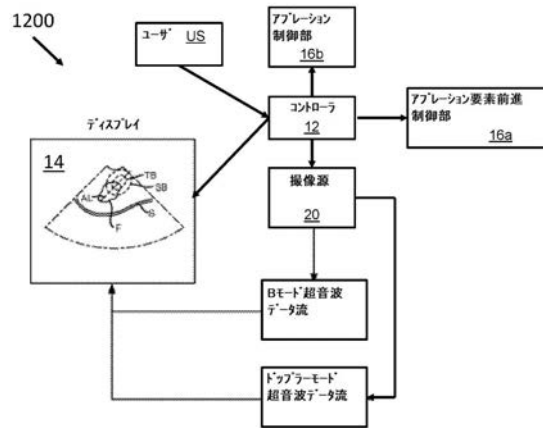 1200
ユーザ US
アブレーション
制御部
16b
コントローラ
12
アブレーション要素前進
制御部
16a
ディスプレイ
14
TB
SB
AL
S
F
撮像源
20
Bモード超音波
データ流
ドップラーモード
超音波データ流